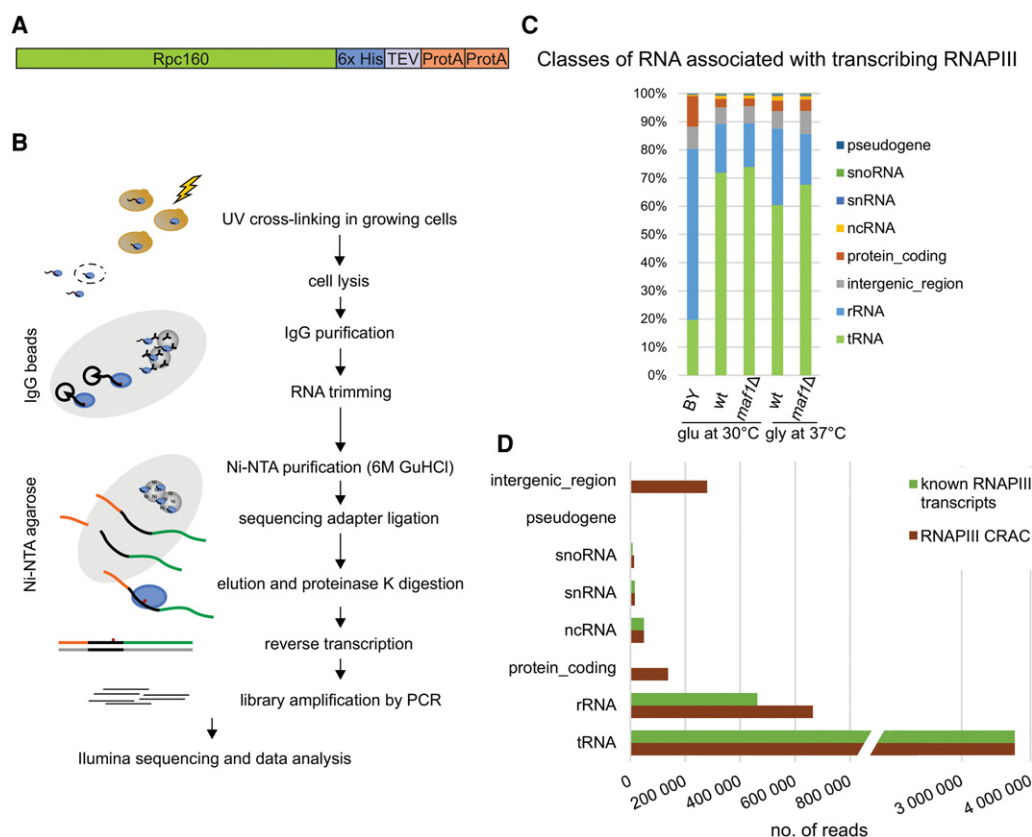 A
Rpc160 6x His TEV ProtA ProtA
B
UV cross-linking in growing cells
cell lysis
IgG purification
RNA trimming
Ni-NTA purification (6M GuHCl)
sequencing adapter ligation
elution and proteinase K digestion
reverse transcription
library amplification by PCR
Ilumina sequencing and data analysis
IgG beads
Ni-NTA agarose
C
Classes of RNA associated with transcribing RNAPIII
100%
90%
80%
70%
60%
50%
40%
30%
20%
10%
0%
BY
wt
maf1Δ
wt
maf1Δ
glu at 30°C
gly at 37°C
pseudogene
snoRNA
snRNA
ncRNA
protein_coding
intergenic_region
rRNA
tRNA
D
intergenic_region
pseudogene
snoRNA
snRNA
ncRNA
protein_coding
rRNA
tRNA
known RNAPIII
transcripts
RNAPIII CRAC
0
200 000
400 000
600 000
800 000
3 000 000
4 000 000
no. of reads